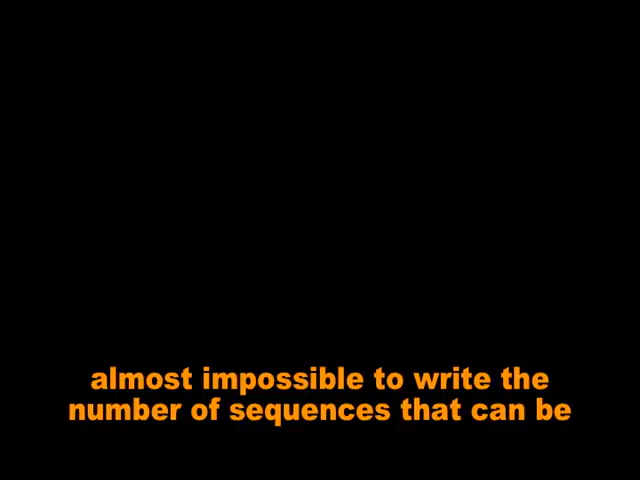 almost impossible to write the
number of sequences that can be